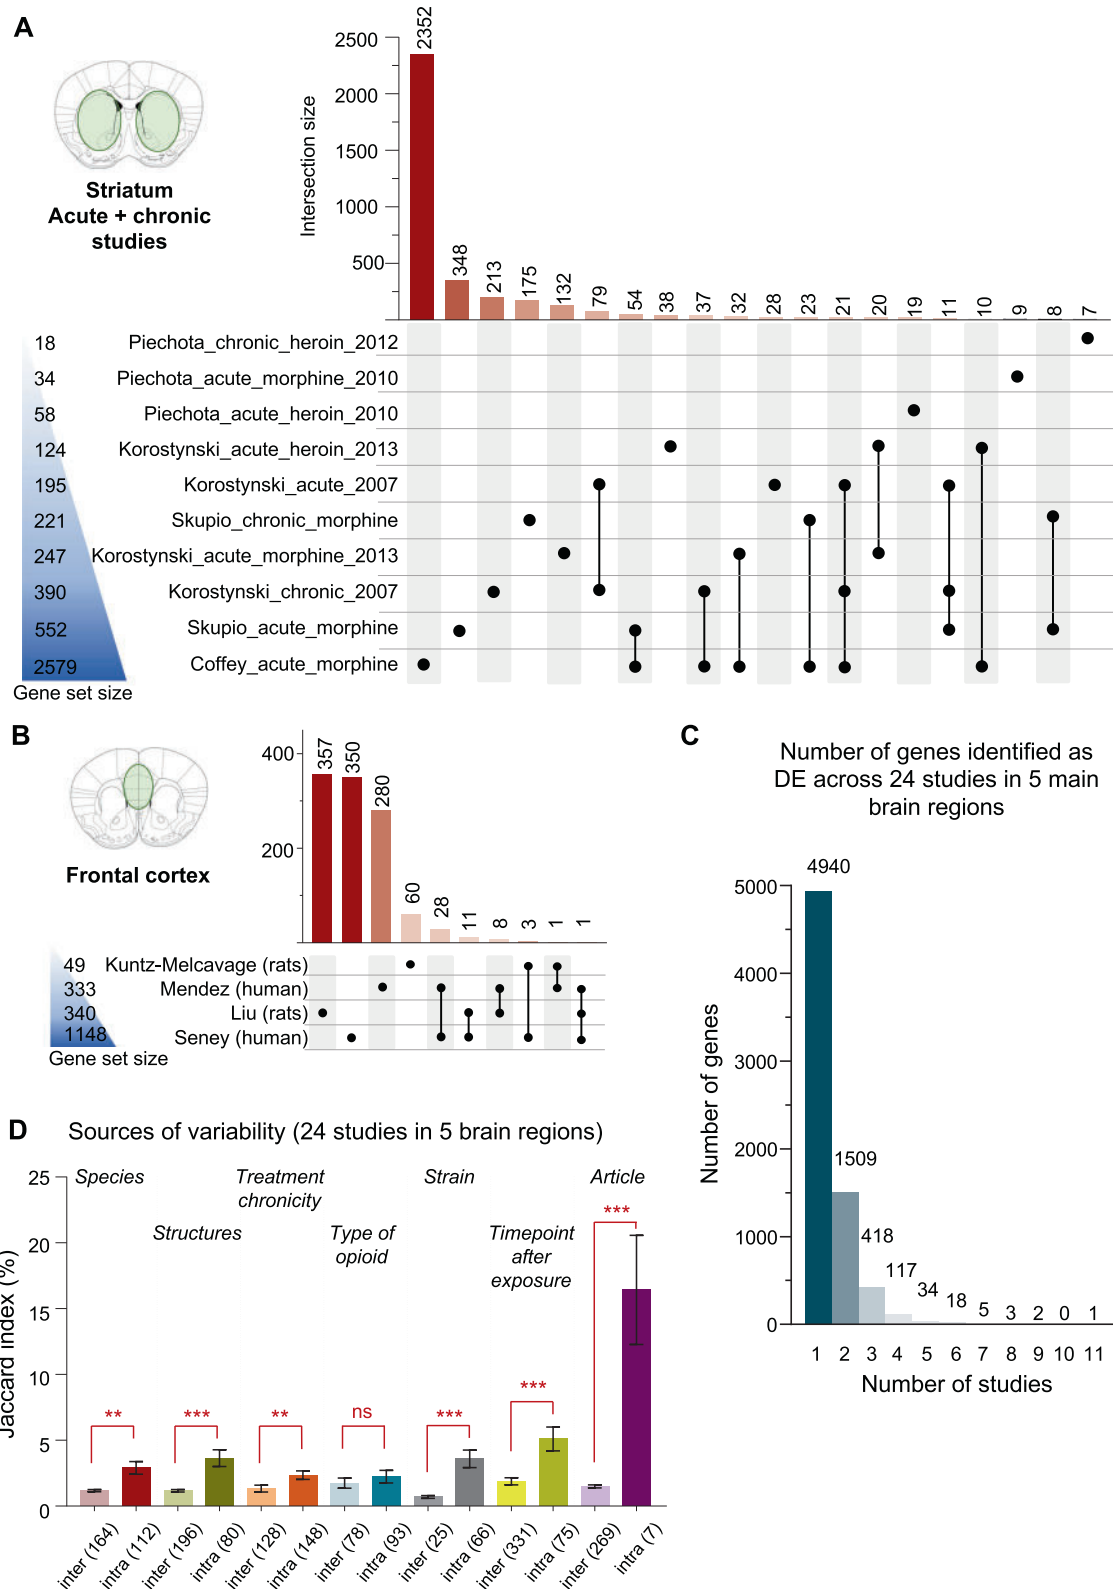 A
Striatum
Acute + chronic
studies
Intersection size
2500
2000
1500
1000
500
2352
348
213
175
132
79
54
38
37
32
28
23
21
20
19
11
10
9
8
7
18 Piechota_chronic_heroin_2012
34 Piechota_acute_morphine_2010
58 Piechota_acute_heroin_2010
124 Korostynski_acute_heroin_2013
195 Korostynski_acute_2007
221 Skupio_chronic_morphine
247 Korostynski_acute_morphine_2013
390 Korostynski_chronic_2007
552 Skupio_acute_morphine
2579 Coffey_acute_morphine
Gene set size
B
Frontal cortex
400
200
357
350
280
60
28
11
8
3
1
1
49 Kuntz-Melcavage (rats)
333 Mendez (human)
340 Liu (rats)
1148 Seney (human)
Gene set size
C
Number of genes identified as
DE across 24 studies in 5 main
brain regions
Number of genes
5000
4000
3000
2000
1000
0
4940
1509
418
117
34
18
5
3
2
0
1
1 2 3 4 5 6 7 8 9 10 11
Number of studies
D
Sources of variability (24 studies in 5 brain regions)
Jaccard index (%)
25
20
15
10
5
0
Species
Structures
Treatment
chronicity
Type of
opioid
Strain
Timepoint
after
exposure
Article
**
***
**
ns
***
***
***
inter (164)
intra (112)
inter (196)
intra (80)
inter (128)
intra (148)
inter (78)
intra (93)
inter (25)
intra (66)
inter (331)
intra (75)
inter (269)
intra (7)